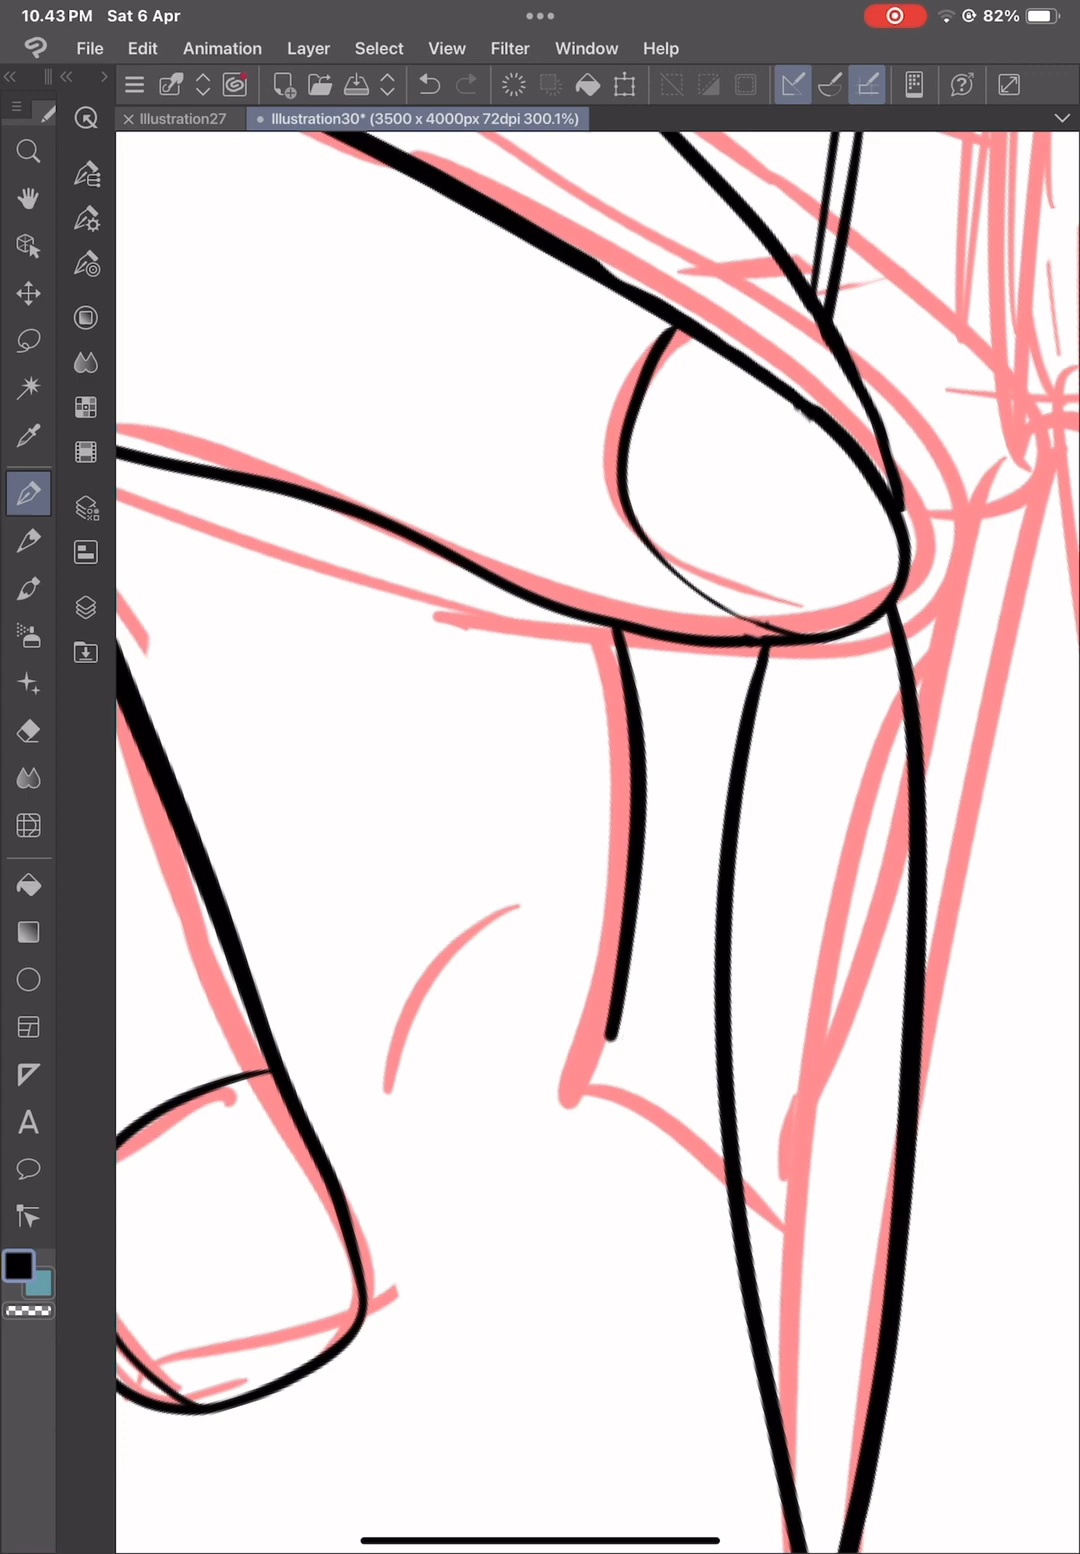 10.43 PM Sat 6 Apr 82%
File Edit Animation Layer Select View Filter Window Help
Illustration27 Illustration30* (3500 x 4000px 72dpi 300.1%)
A